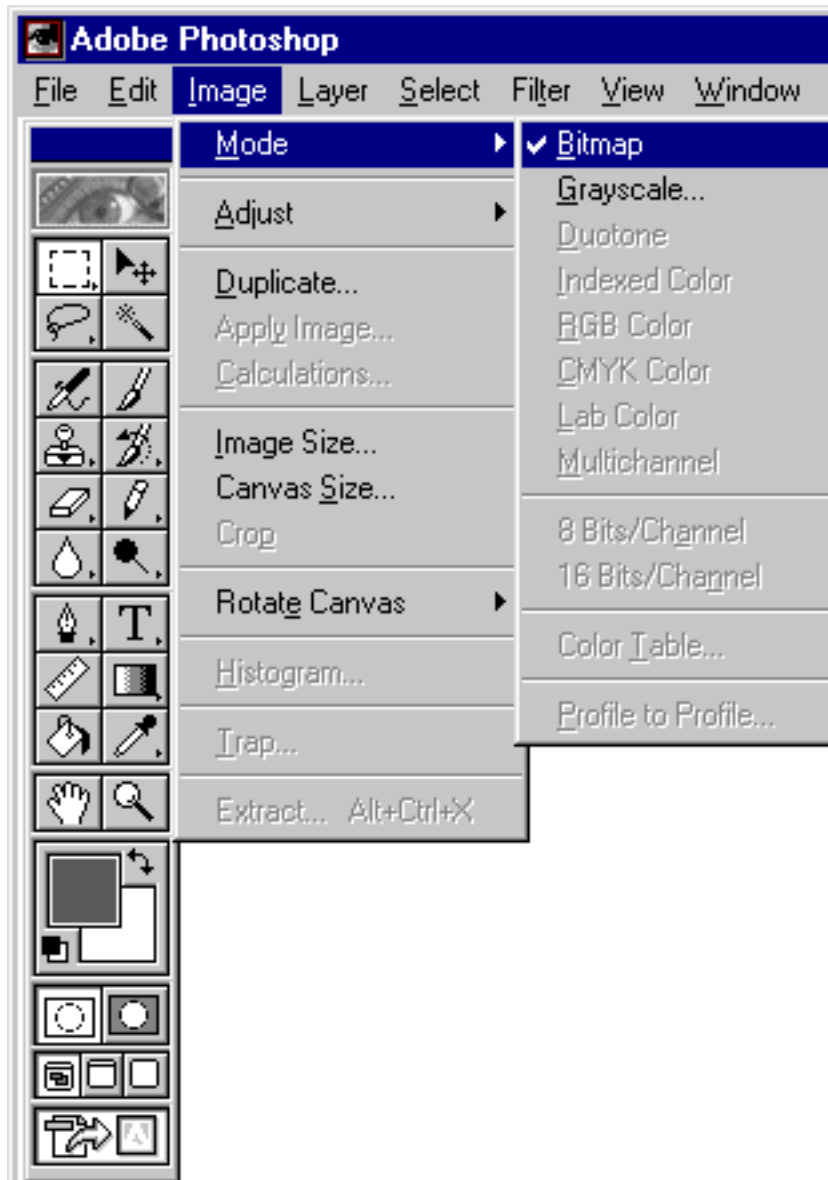 Adobe Photoshop
File Edit Image Layer Select Filter View Window
Mode
Adjust
Duplicate...
Apply Image...
Calculations...
Image Size...
Canvas Size...
Crop
Rotate Canvas
Histogram...
Trap...
Extract... Alt+Ctrl+X
Bitmap
Grayscale...
Duotone
Indexed Color
RGB Color
CMYK Color
Lab Color
Multichannel
8 Bits/Channel
16 Bits/Channel
Color Table...
Profile to Profile...
T